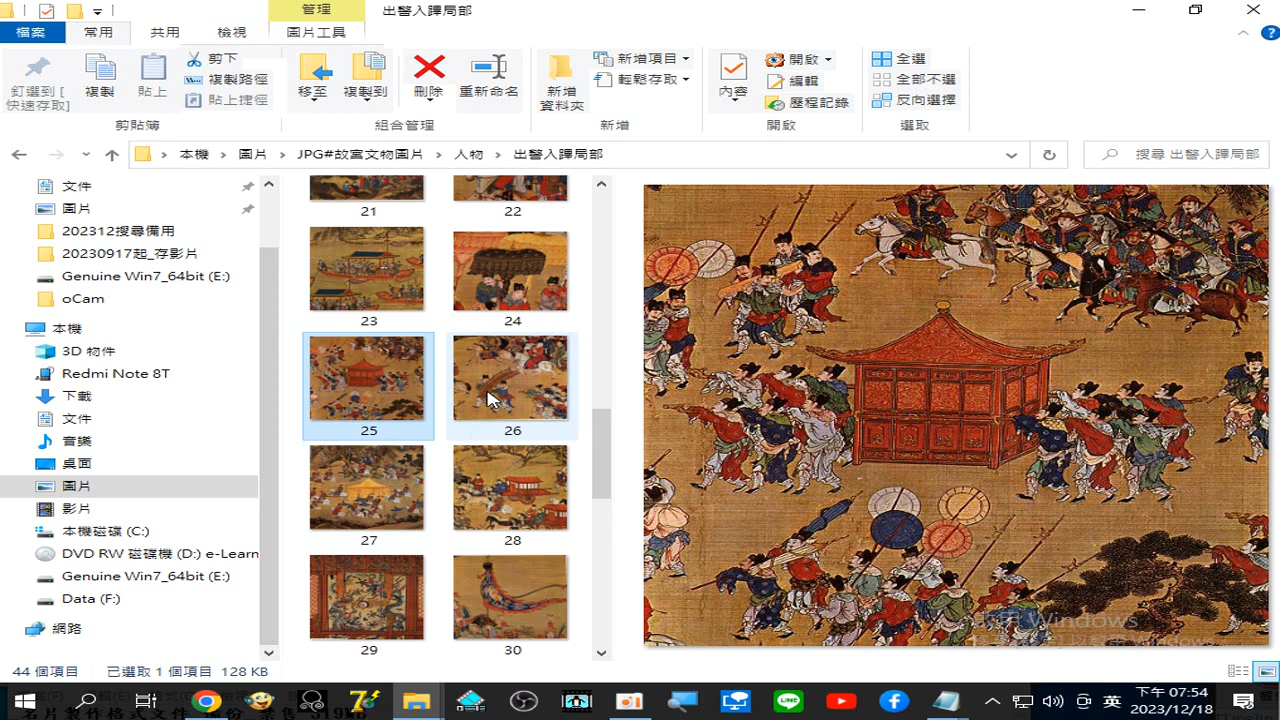 管理
出警入蹕局部
檔案
常用
共用
檢視
圖片工具
釘選到 [
快速存取]
複製
貼上
剪下
複製路徑
貼上捷徑
剪貼簿
移至
複製到
刪除
重新命名
組合管理
新增
資料夾
新增項目
輕鬆存取
新增
內容
開啟
編輯
歷程記錄
開啟
全選
全部不選
反向選擇
選取
本機 > 圖片 > JPG#故宮文物圖片 > 人物 > 出警入蹕局部
搜尋 出警入蹕局部
文件
圖片
202312搜尋備用
20230917起_存影片
Genuine Win7_64bit (E:)
oCam
本機
3D 物件
Redmi Note 8T
下載
文件
音樂
桌面
圖片
影片
本機磁碟 (C:)
DVD RW 磁碟機 (D:) e-Learn
Genuine Win7_64bit (E:)
Data (F:)
網路
21
22
23
24
25
26
27
28
29
30
啟用 Windows
44 個項目
已選取 1 個項目 128 KB
英
下午 07:54
2023/12/18